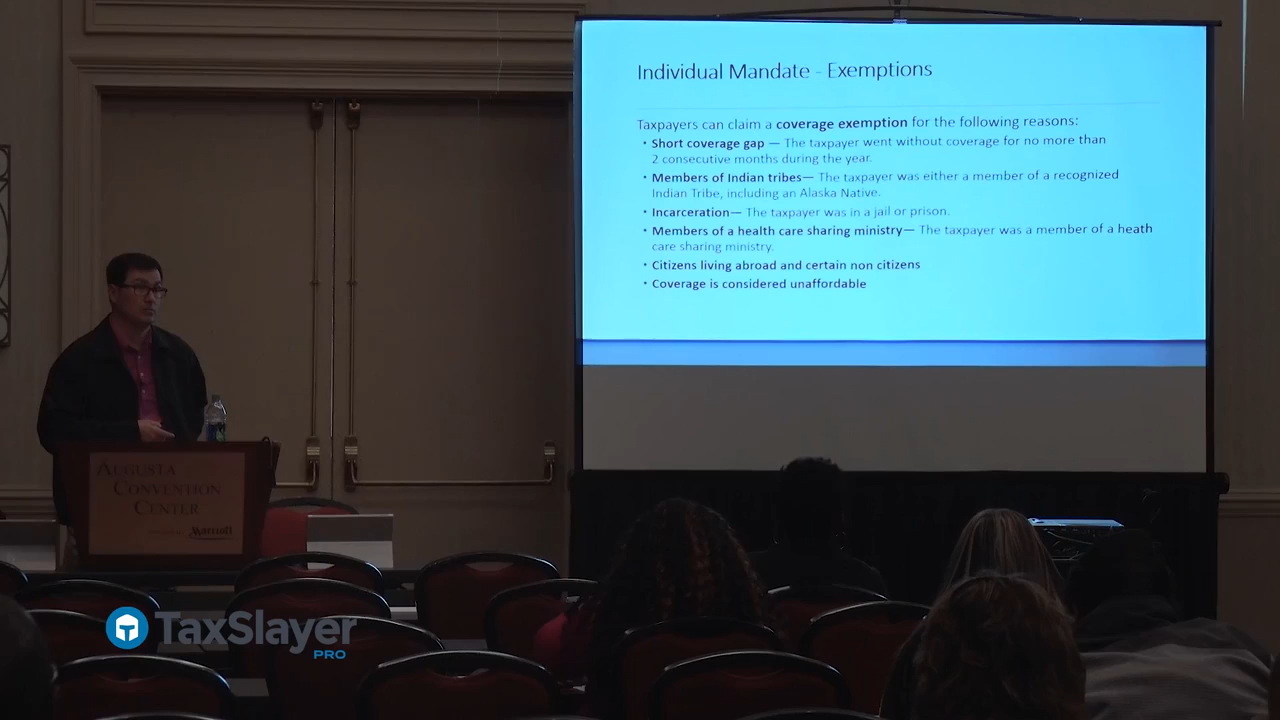 Individual Mandate - Exemptions
Taxpayers can claim a coverage exemption for the following reasons:
• Short coverage gap — The taxpayer went without coverage for no more than
2 consecutive months during the year.
• Members of Indian tribes— The taxpayer was either a member of a recognized
Indian Tribe, including an Alaska Native.
• Incarceration— The taxpayer was in a jail or prison.
• Members of a health care sharing ministry— The taxpayer was a member of a heath
care sharing ministry.
• Citizens living abroad and certain non citizens
• Coverage is considered unaffordable
AUGUSTA
CONVENTION
CENTER
Marriott
TaxSlayer
PRO